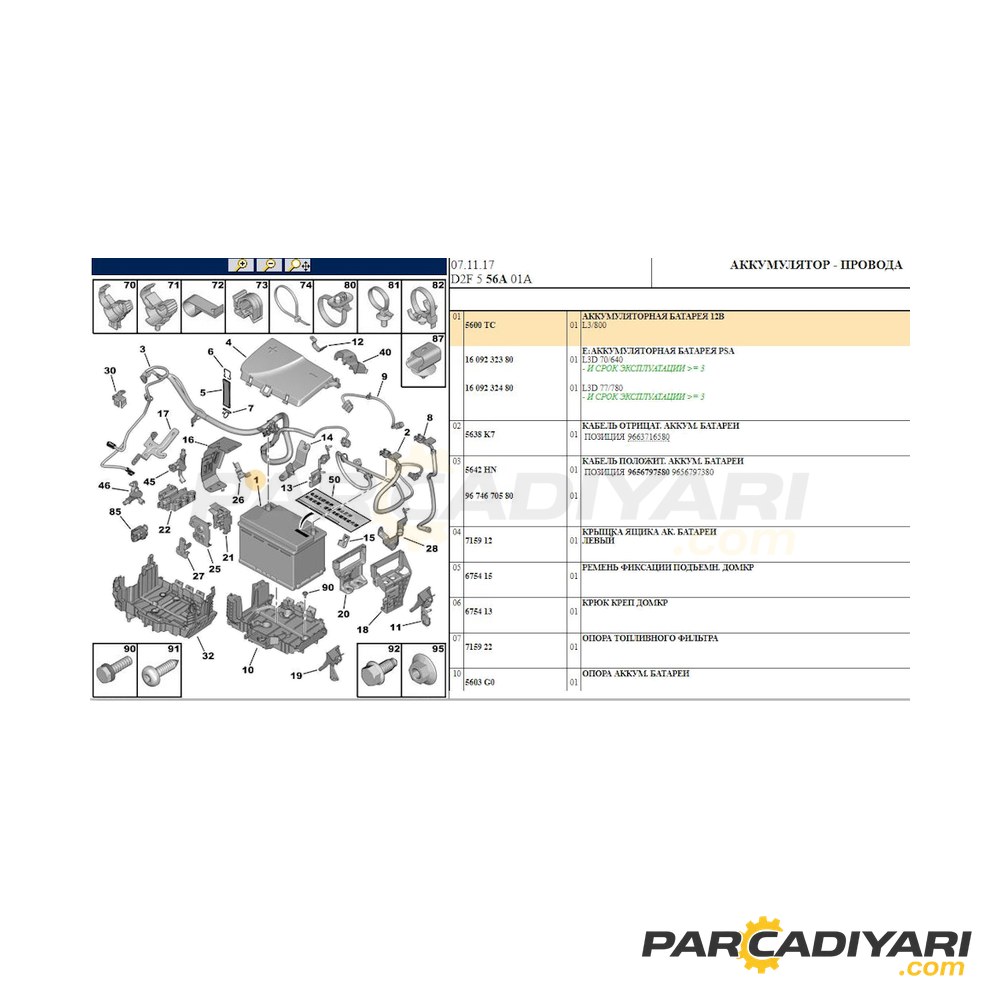 07.11.17
АККУМУЛЯТОР - ПРОВОДА
D2F 5 56A 01A
70 71 72 73 74 80 81 82
87
01 АККУМУЛЯТОРНАЯ БАТАРЕЯ 12В
5600 TC 01 L3/800
Е:АККУМУЛЯТОРНАЯ БАТАРЕЯ PSA
16 092 323 80 01 L3D 70/640
- И СРОК ЭКСПЛУАТАЦИИ >= 3
16 092 324 80 01 L3D 77/780
- И СРОК ЭКСПЛУАТАЦИИ >= 3
02 КАБЕЛЬ ОТРИЦАТ. АККУМ. БАТАРЕИ
5638 K7 01 ПОЗИЦИЯ 9663716580
03 КАБЕЛЬ ПОЛОЖИТ. АККУМ. БАТАРЕИ
5642 HN 01 ПОЗИЦИЯ 9656797580 9656797380
96 746 705 80 01
04 КРЫЩКА ЯЩИКА АК. БАТАРЕИ
7159 12 01 ЛЕВЫЙ
05 РЕМЕНЬ ФИКСАЦИИ ПОДЪЕМН. ДОМКР
6754 15 01
06 КРЮК КРЕП ДОМКР
6754 13 01
07 ОПОРА ТОПЛИВНОГО ФИЛЬТРА
7159 22 01
10 ОПОРА АККУМ. БАТАРЕИ
5603 G0 01
4 12
3 6 40
30 5 9
7
17 14 8
16 2
1 13 50
46 45 26
85 22
15
21 28
25
27
90
20
18 11
32 10
19
90 91 92 95
PARCADIYARI
.com
PARCADIYARI
.com